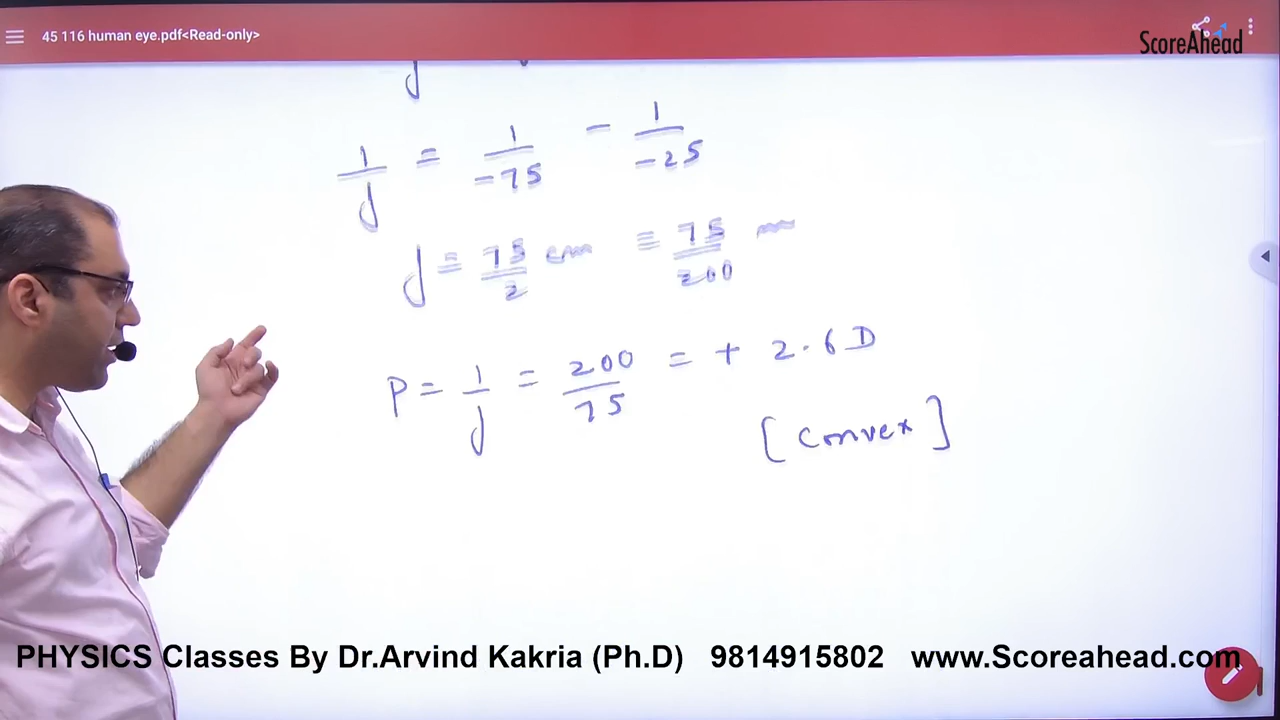 45 116 human eye.pdf<Read-only>
ScoreAhead
f
1/f = 1/-75 - 1/-25
f = 75/2 cm = 75/200 m
P = 1/f = 200/75 = + 2.6 D
[Convex]
PHYSICS Classes By Dr.Arvind Kakria (Ph.D) 9814915802 www.Scoreahead.com